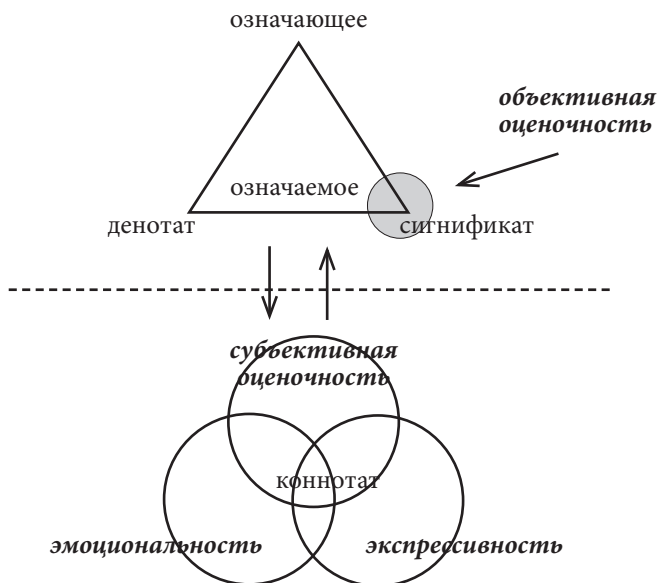 означающее
объективная
оценочность
означаемое
денотат
сигнификат
субъективная
оценочность
коннотат
эмоциональность
экспрессивность